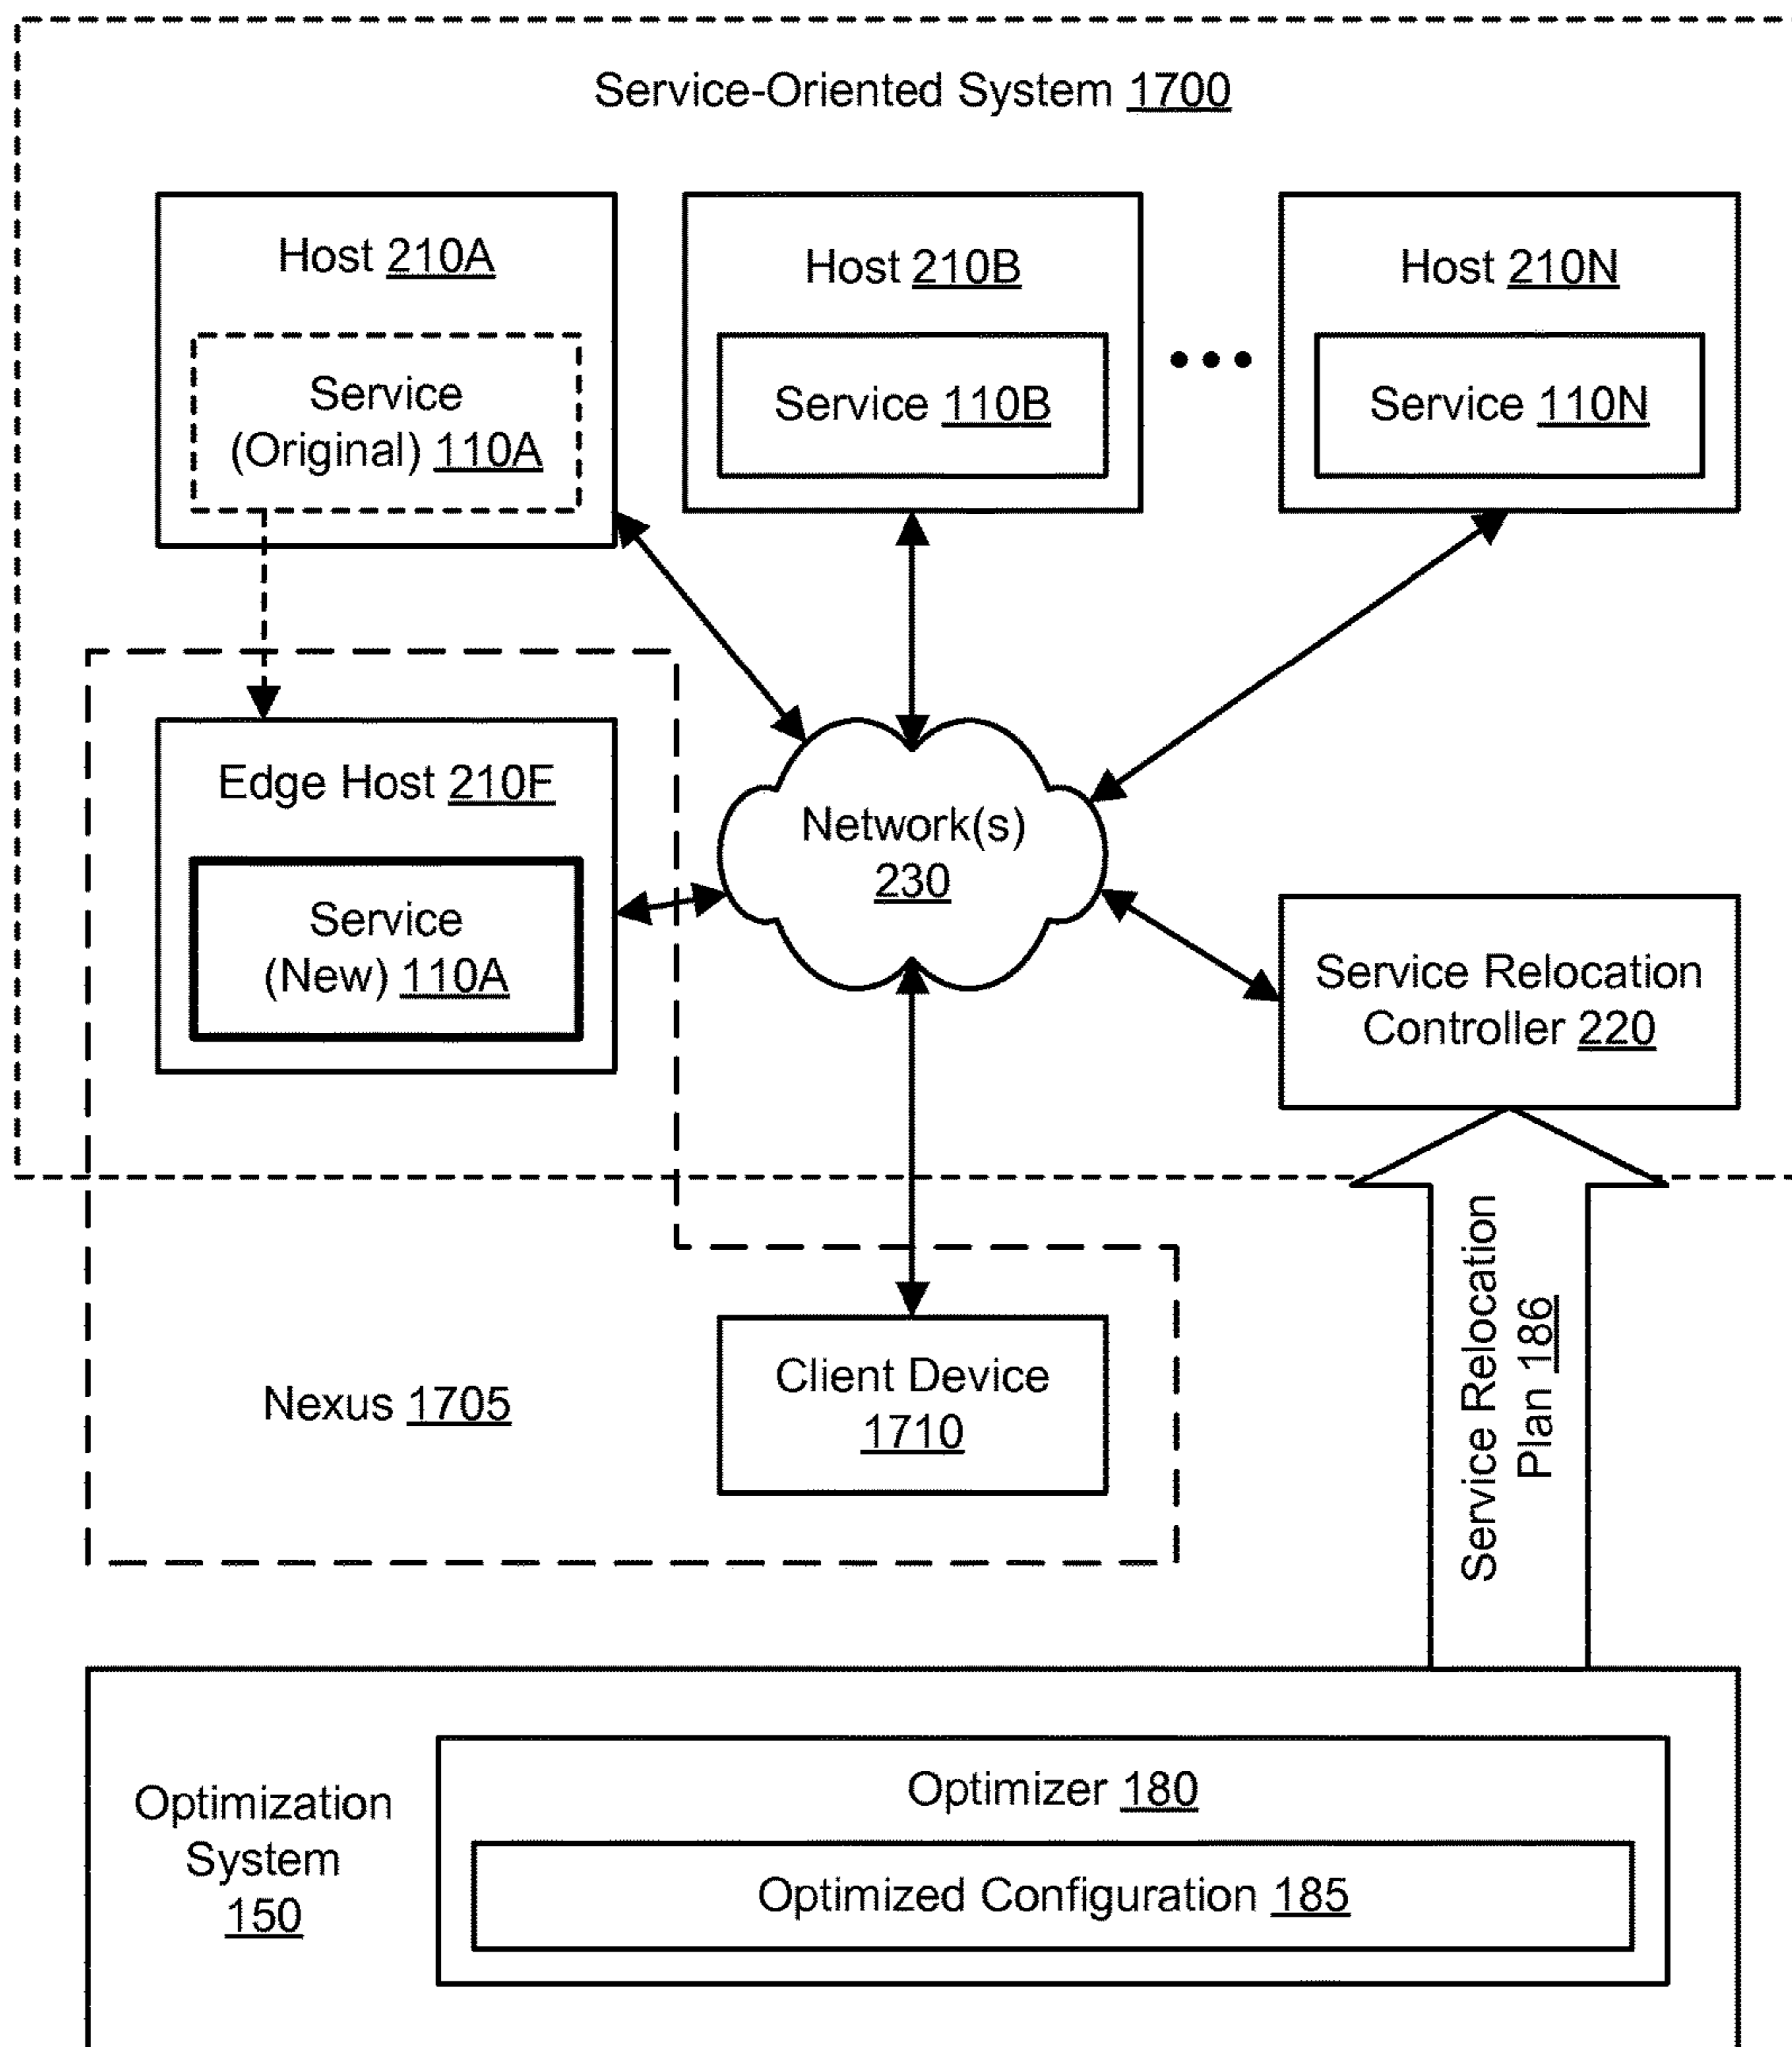 Service-Oriented System 1700
Host 210A
Service
(Original) 110A
Host 210B
Service 110B
Host 210N
Service 110N
Edge Host 210F
Service
(New) 110A
Network(s)
230
Service Relocation
Controller 220
Nexus 1705
Client Device
1710
Service Relocation
Plan 186
Optimization
System
150
Optimizer 180
Optimized Configuration 185